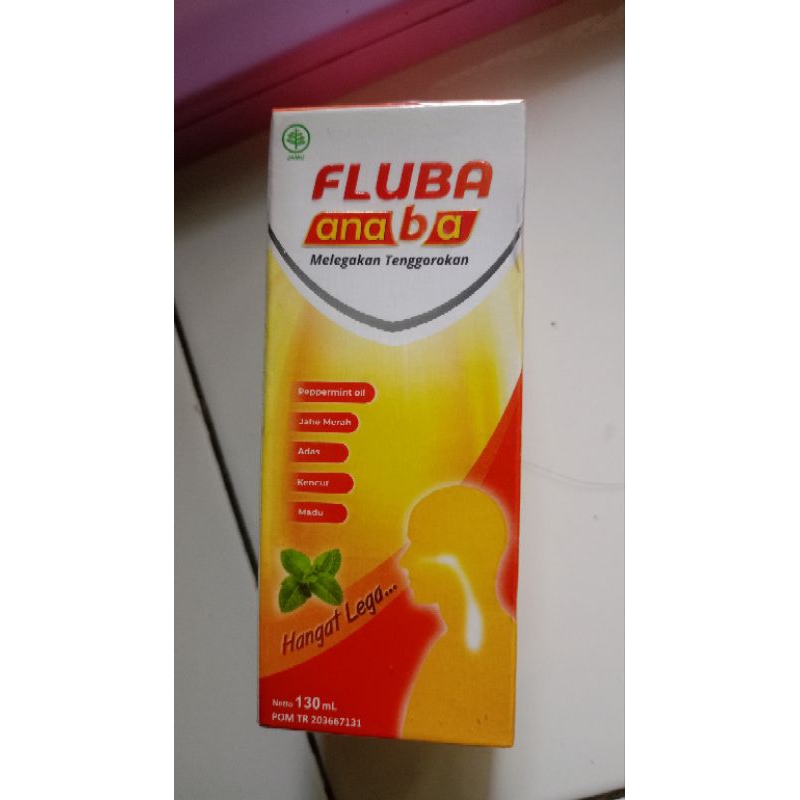 JAMU
FLUBA
anaba
Melegakan Tenggorokan
Peppermint oil
Jahe Merah
Adas
Kencur
Madu
Hangat Lega...
Netto 130 mL
POM TR 203667131